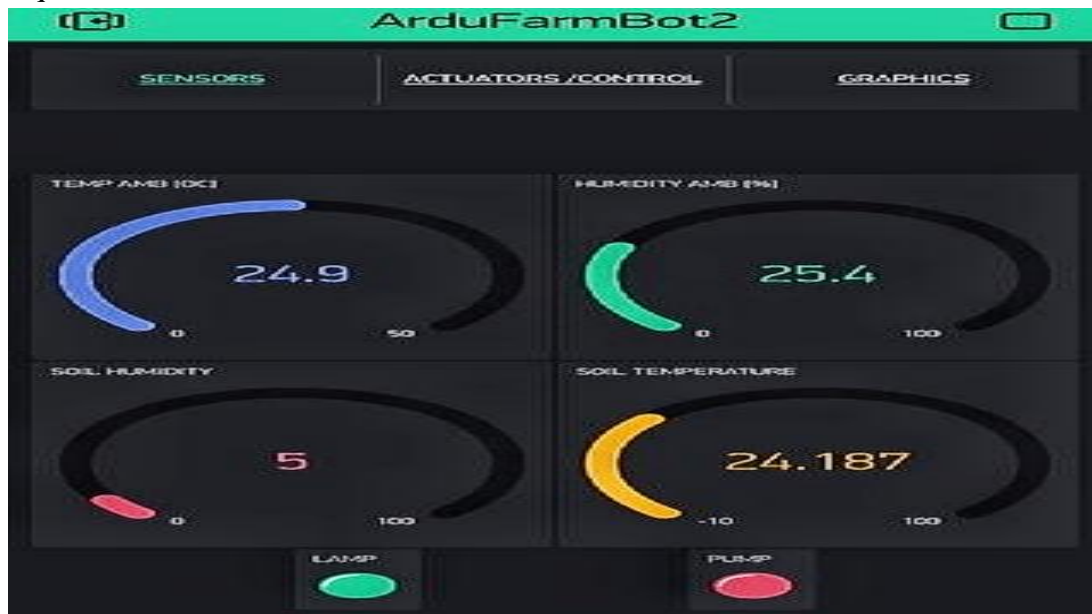 ArduFarmBot2
SENSORS
ACTUATORS /CONTROL
GRAPHICS
TEMP AMB [0C]
HUMIDITY AMB [%]
24.9
25.4
0
50
0
100
SOIL HUMIDITY
SOIL TEMPERATURE
5
24.187
0
100
-10
100
LAMP
PUMP